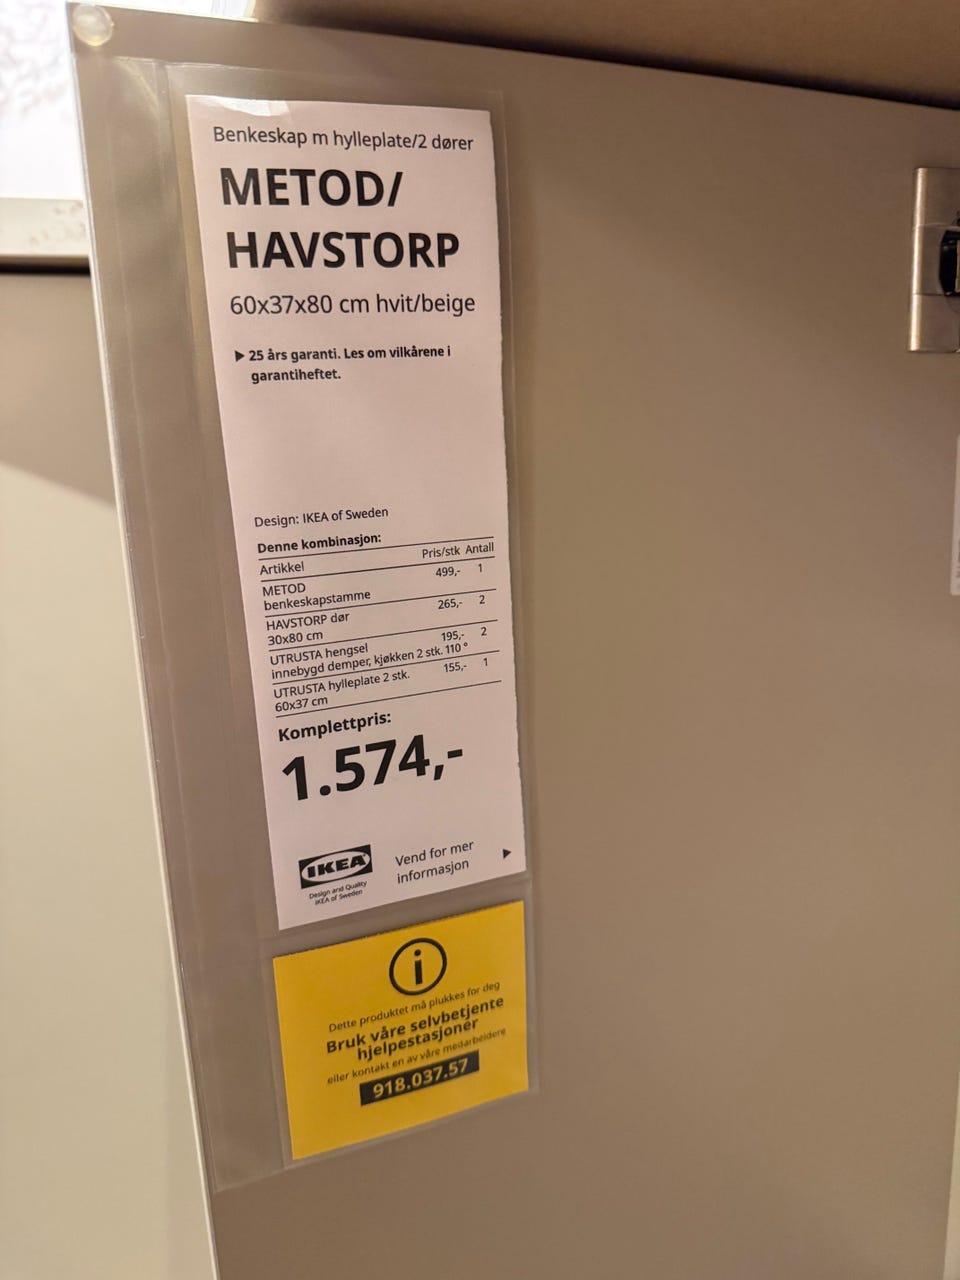 Benkeskap m hylleplate/2 dører
METOD/
HAVSTORP
60x37x80 cm hvit/beige
▶ 25 års garanti. Les om vilkårene i
garantiheftet.
Design: IKEA of Sweden
Denne kombinasjon:
Artikkel Pris/stk Antall
METOD 499,- 1
benkeskapstamme
HAVSTORP dør 265,- 2
30x80 cm
UTRUSTA hengsel 195,- 2
innebygd demper, kjøkken 2 stk. 110 °
UTRUSTA hylleplate 2 stk. 155,- 1
60x37 cm
Komplettpris:
1.574,-
IKEA
Design and Quality
IKEA of Sweden
Vend for mer ▶
informasjon
i
Dette produktet må plukkes for deg
Bruk våre selvbetjente
hjelpestasjoner
eller kontakt en av våre medarbeidere
918.037.57